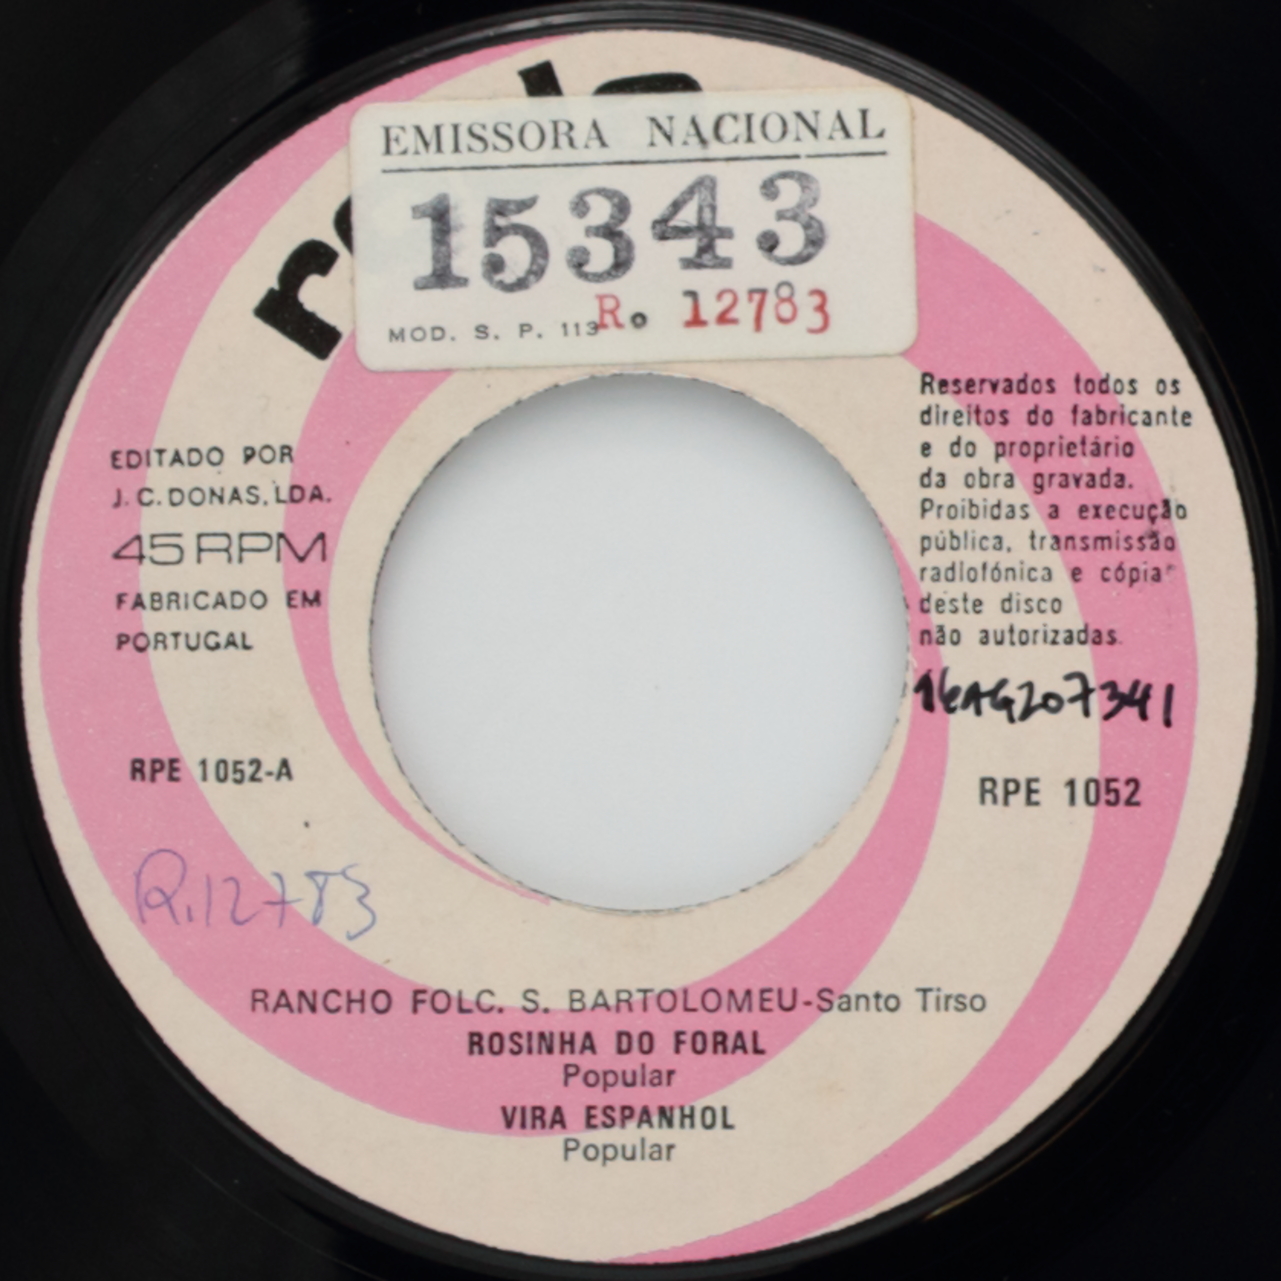 EMISSORA NACIONAL
15343
MOD. S. P. 113 R. 12783
EDITADO POR
J. C. DONAS, LDA.
45 RPM
FABRICADO EM
PORTUGAL
Reservados todos os
direitos do fabricante
e do proprietário
da obra gravada.
Proibidas a execução
pública, transmissão
radiofónica e cópia
deste disco
não autorizadas.
RPE 1052-A
RPE 1052
R.12783
RANCHO FOLC. S. BARTOLOMEU-Santo Tirso
ROSINHA DO FORAL
Popular
VIRA ESPANHOL
Popular